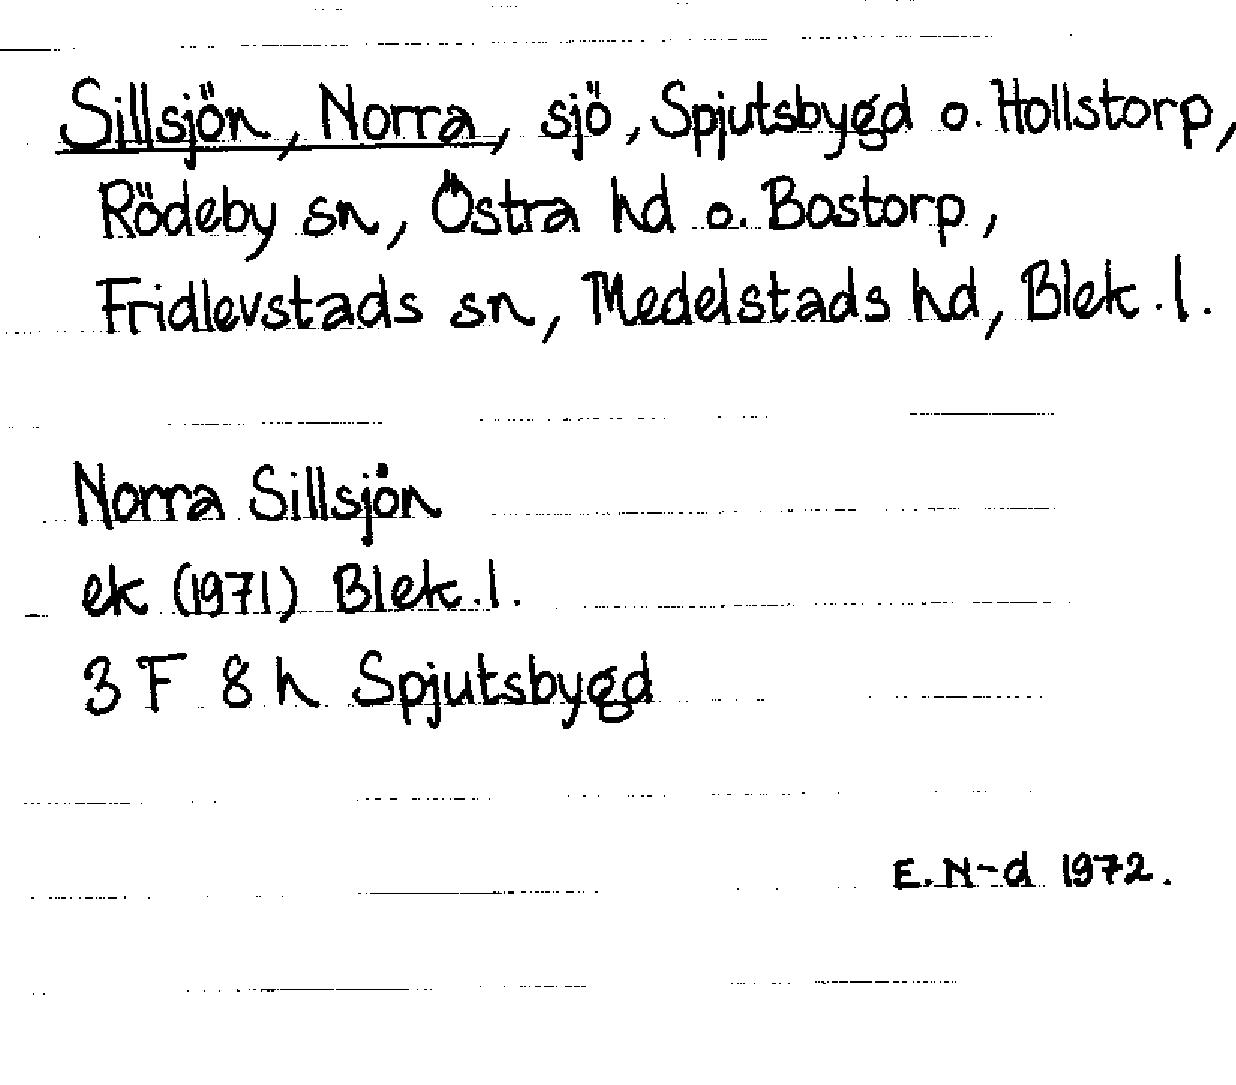 Sillsjön, Norra, sjö, Spjutsbygd o. Hollstorp,
Rödeby sn, Östra hd o. Bostorp,
Fridlevstads sn, Medelstads hd, Blek. l.
Norra Sillsjön
ek (1971) Blek. l.
3 F 8 h Spjutsbygd
E. N-d 1972.